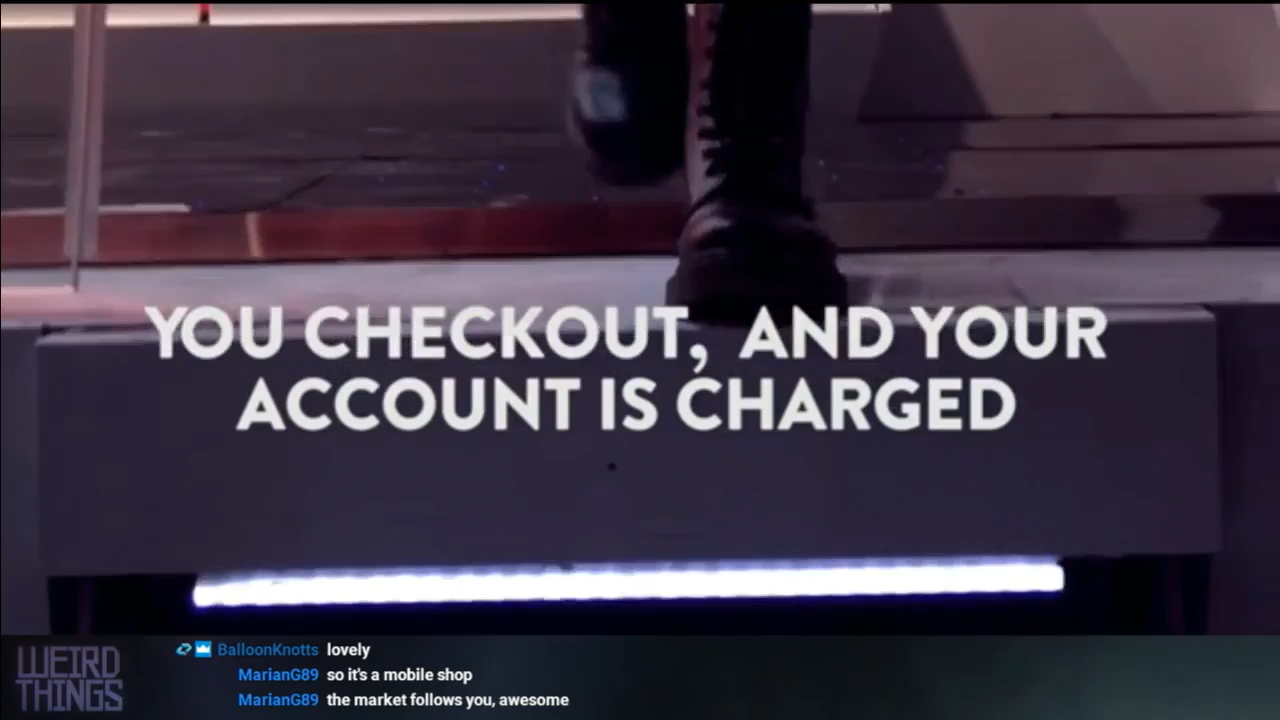 YOU CHECKOUT, AND YOUR
ACCOUNT IS CHARGED
WEIRD
THINGS
BalloonKnotts lovely
MarianG89 so it's a mobile shop
MarianG89 the market follows you, awesome